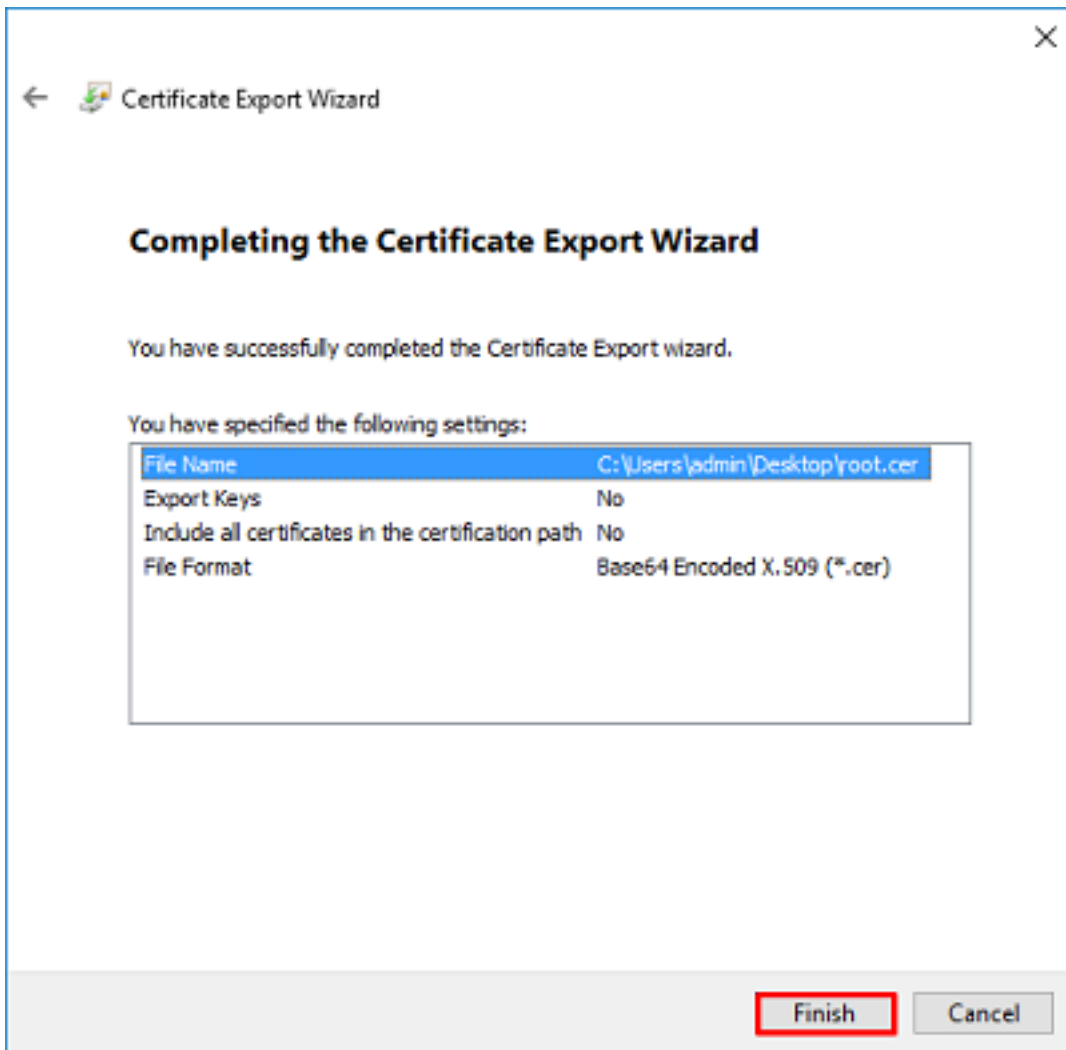 Certificate Export Wizard
Completing the Certificate Export Wizard
You have successfully completed the Certificate Export wizard.
You have specified the following settings:
File Name C:\Users\admin\Desktop\root.cer
Export Keys No
Include all certificates in the certification path No
File Format Base64 Encoded X.509 (*.cer)
Finish Cancel